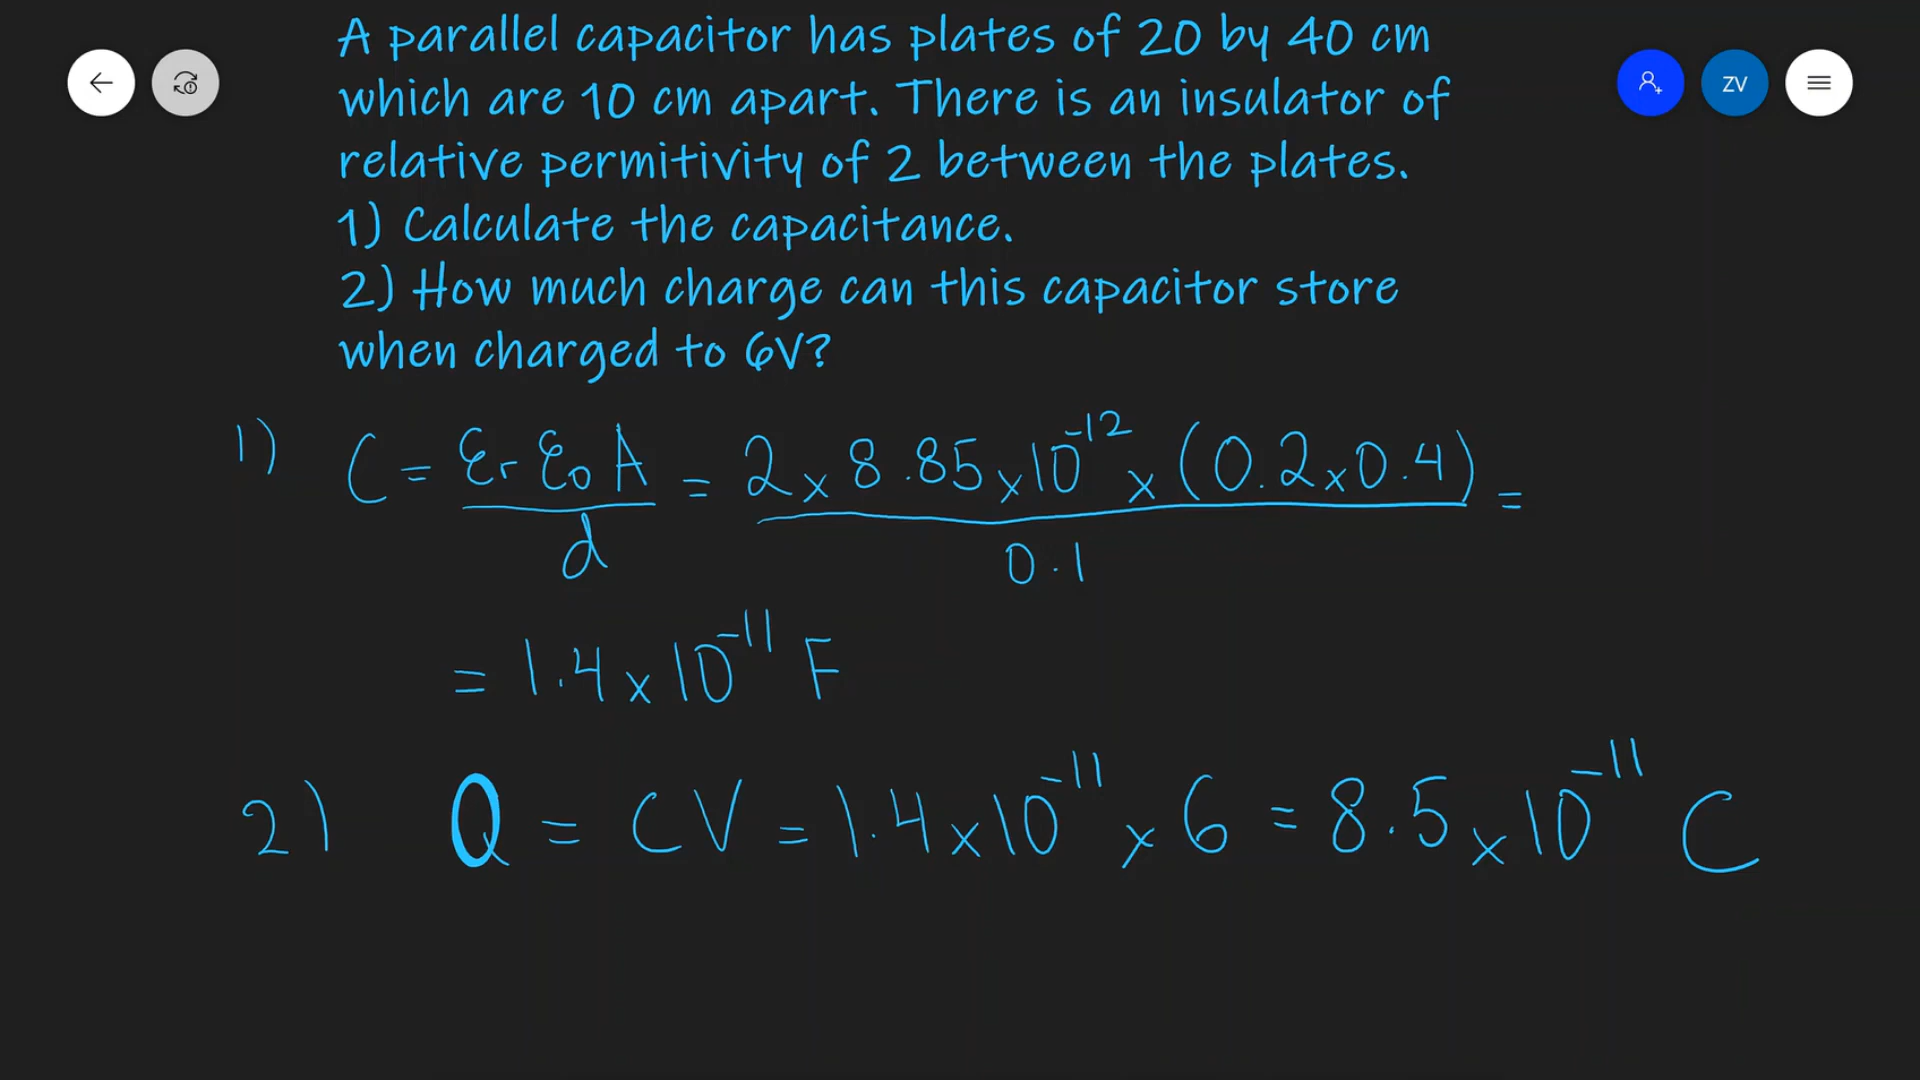 A parallel capacitor has plates of 20 by 40 cm
ZV
which are 10 cm apart. There is an insulator of
relative permitivity of 2 between the plates.
1) Calculate the capacitance.
2) How much charge can this capacitor store
when charged to 6V?
1) C = εr ε0 A / d = 2 x 8.85 x 10^-12 x (0.2 x 0.4) / 0.1 =
= 1.4 x 10^-11 F
2) Q = CV = 1.4 x 10^-11 x 6 = 8.5 x 10^-11 C